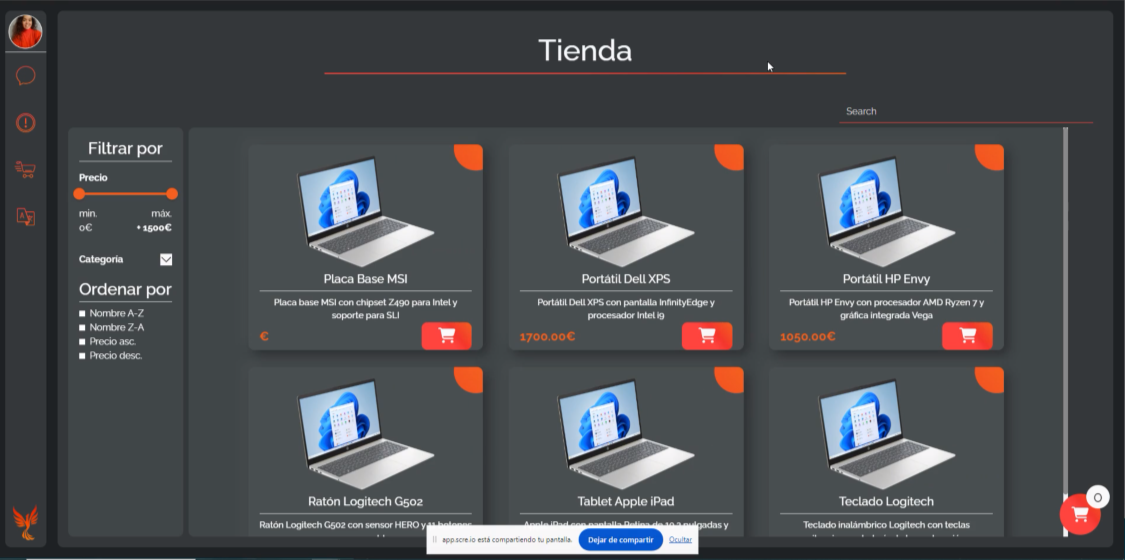 Tienda
Search
Filtrar por
Precio
min. máx.
0€ + 1500€
Categoría
Ordenar por
Nombre A-Z
Nombre Z-A
Precio asc.
Precio desc.
Placa Base MSI
Placa base MSI con chipset Z490 para Intel y
soporte para SLI
€
Portátil Dell XPS
Portátil Dell XPS con pantalla InfinityEdge y
procesador Intel i9
1700.00€
Portátil HP Envy
Portátil HP Envy con procesador AMD Ryzen 7 y
gráfica integrada Vega
1050.00€
Ratón Logitech G502
Ratón Logitech G502 con sensor HERO y 11 botones
Tablet Apple iPad
Apple iPad con pantalla Retina de 10.2 pulgadas y
Teclado Logitech
Teclado inalámbrico Logitech con teclas
0
app.scre.io está compartiendo tu pantalla.
Dejar de compartir
Ocultar